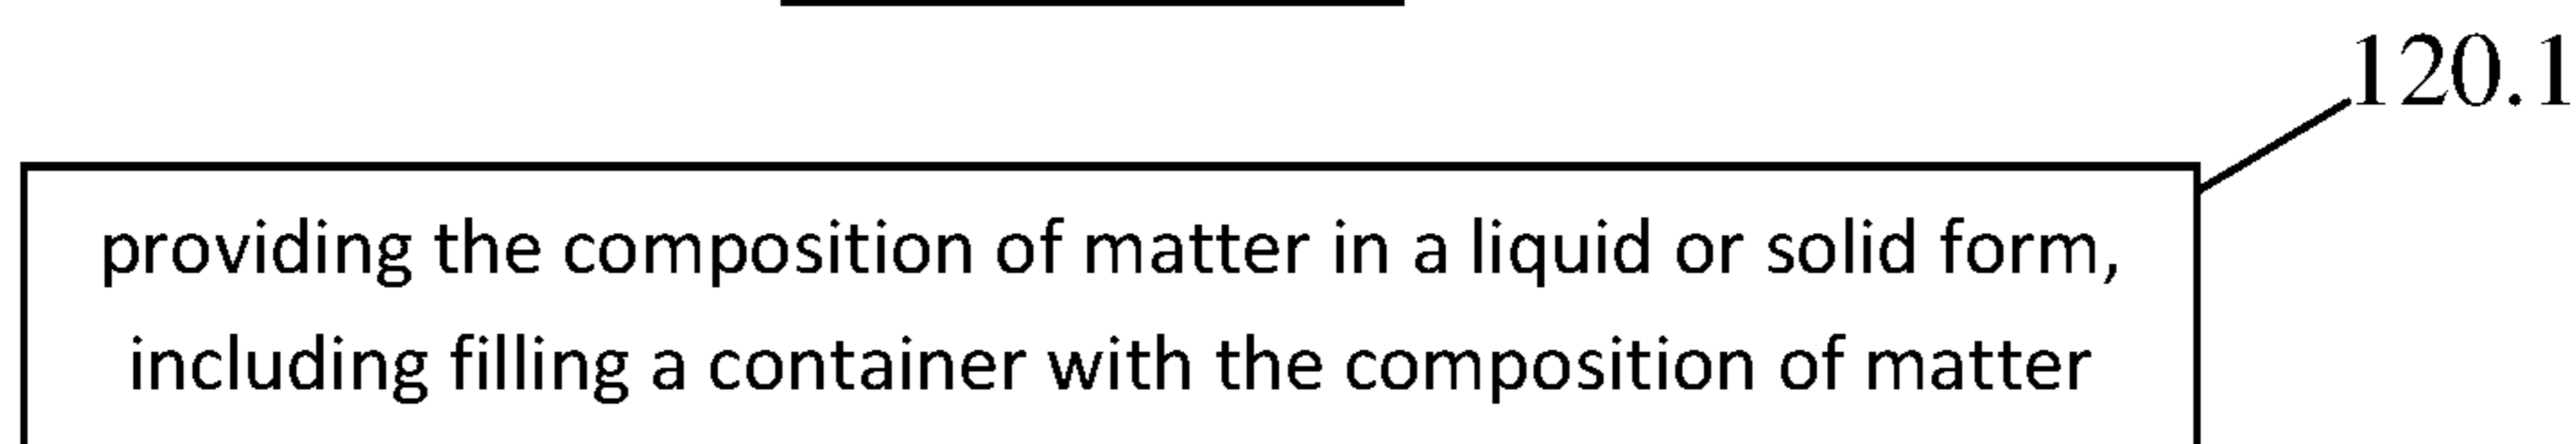 120.1
providing the composition of matter in a liquid or solid form,
including filling a container with the composition of matter